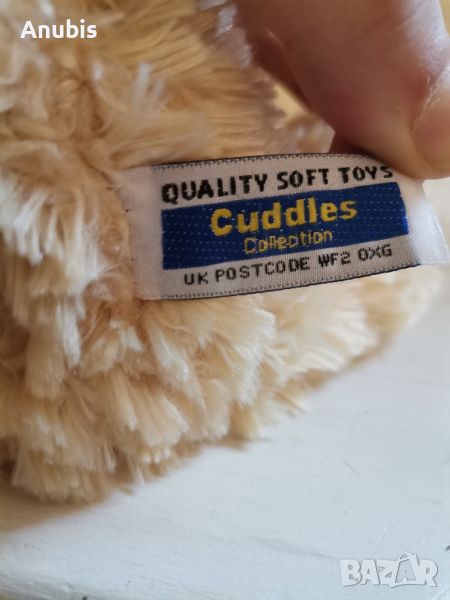 Anubis
QUALITY SOFT TOYS
Cuddles
Collection
UK POSTCODE WF2 0XG
BAZAR